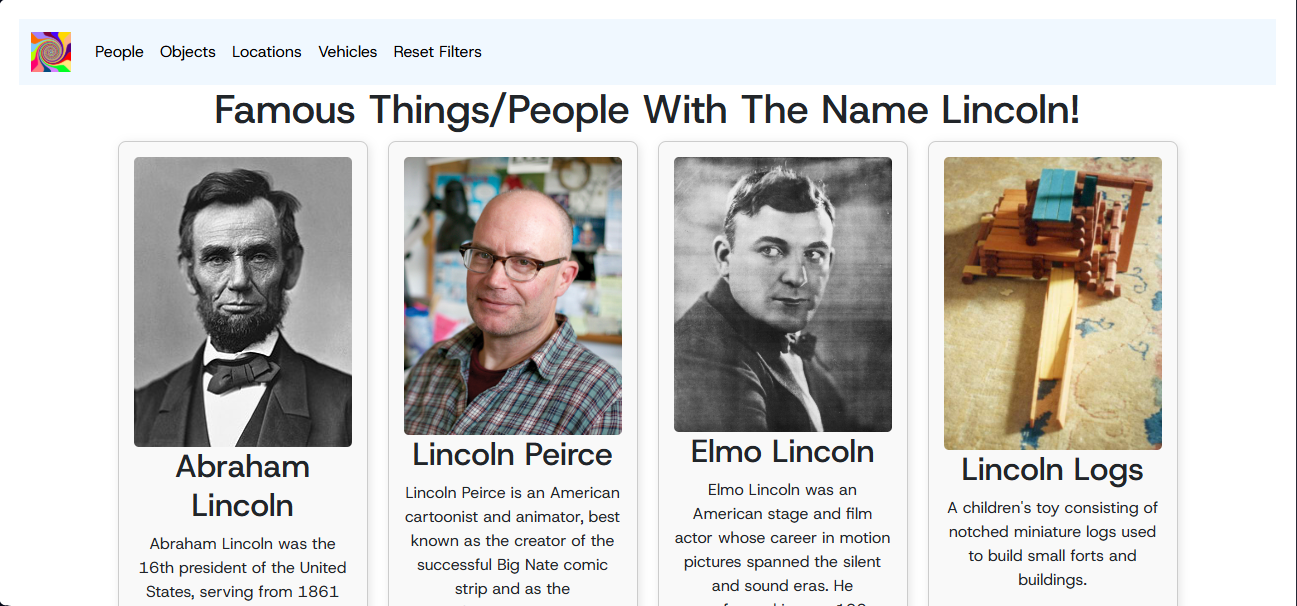 People Objects Locations Vehicles Reset Filters
Famous Things/People With The Name Lincoln!
Abraham
Lincoln
Abraham Lincoln was the
16th president of the United
States, serving from 1861
Lincoln Peirce
Lincoln Peirce is an American
cartoonist and animator, best
known as the creator of the
successful Big Nate comic
strip and as the
Elmo Lincoln
Elmo Lincoln was an
American stage and film
actor whose career in motion
pictures spanned the silent
and sound eras. He
Lincoln Logs
A children's toy consisting of
notched miniature logs used
to build small forts and
buildings.